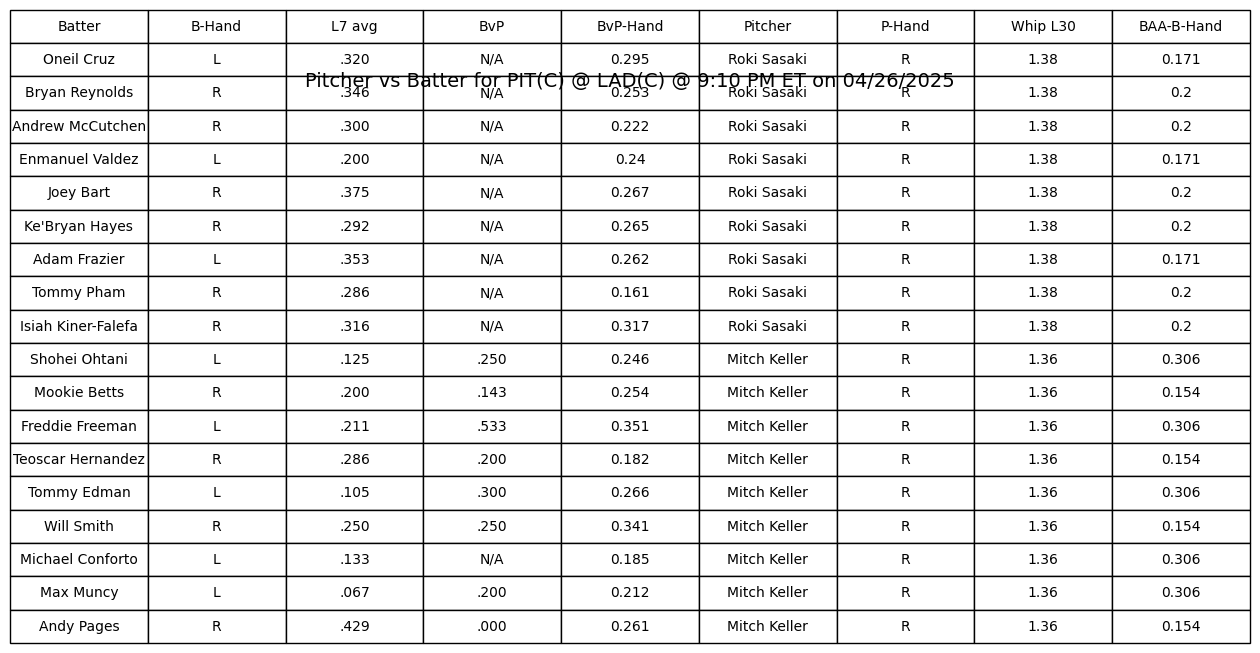 Batter B-Hand L7 avg BvP BvP-Hand Pitcher P-Hand Whip L30 BAA-B-Hand
Oneil Cruz L .320 N/A 0.295 Roki Sasaki R 1.38 0.171
Pitcher vs Batter for PIT(C) @ LAD(C) @ 9:10 PM ET on 04/26/2025
Bryan Reynolds R .346 N/A 0.253 Roki Sasaki R 1.38 0.2
Andrew McCutchen R .300 N/A 0.222 Roki Sasaki R 1.38 0.2
Enmanuel Valdez L .200 N/A 0.24 Roki Sasaki R 1.38 0.171
Joey Bart R .375 N/A 0.267 Roki Sasaki R 1.38 0.2
Ke'Bryan Hayes R .292 N/A 0.265 Roki Sasaki R 1.38 0.2
Adam Frazier L .353 N/A 0.262 Roki Sasaki R 1.38 0.171
Tommy Pham R .286 N/A 0.161 Roki Sasaki R 1.38 0.2
Isiah Kiner-Falefa R .316 N/A 0.317 Roki Sasaki R 1.38 0.2
Shohei Ohtani L .125 .250 0.246 Mitch Keller R 1.36 0.306
Mookie Betts R .200 .143 0.254 Mitch Keller R 1.36 0.154
Freddie Freeman L .211 .533 0.351 Mitch Keller R 1.36 0.306
Teoscar Hernandez R .286 .200 0.182 Mitch Keller R 1.36 0.154
Tommy Edman L .105 .300 0.266 Mitch Keller R 1.36 0.306
Will Smith R .250 .250 0.341 Mitch Keller R 1.36 0.154
Michael Conforto L .133 N/A 0.185 Mitch Keller R 1.36 0.306
Max Muncy L .067 .200 0.212 Mitch Keller R 1.36 0.306
Andy Pages R .429 .000 0.261 Mitch Keller R 1.36 0.154